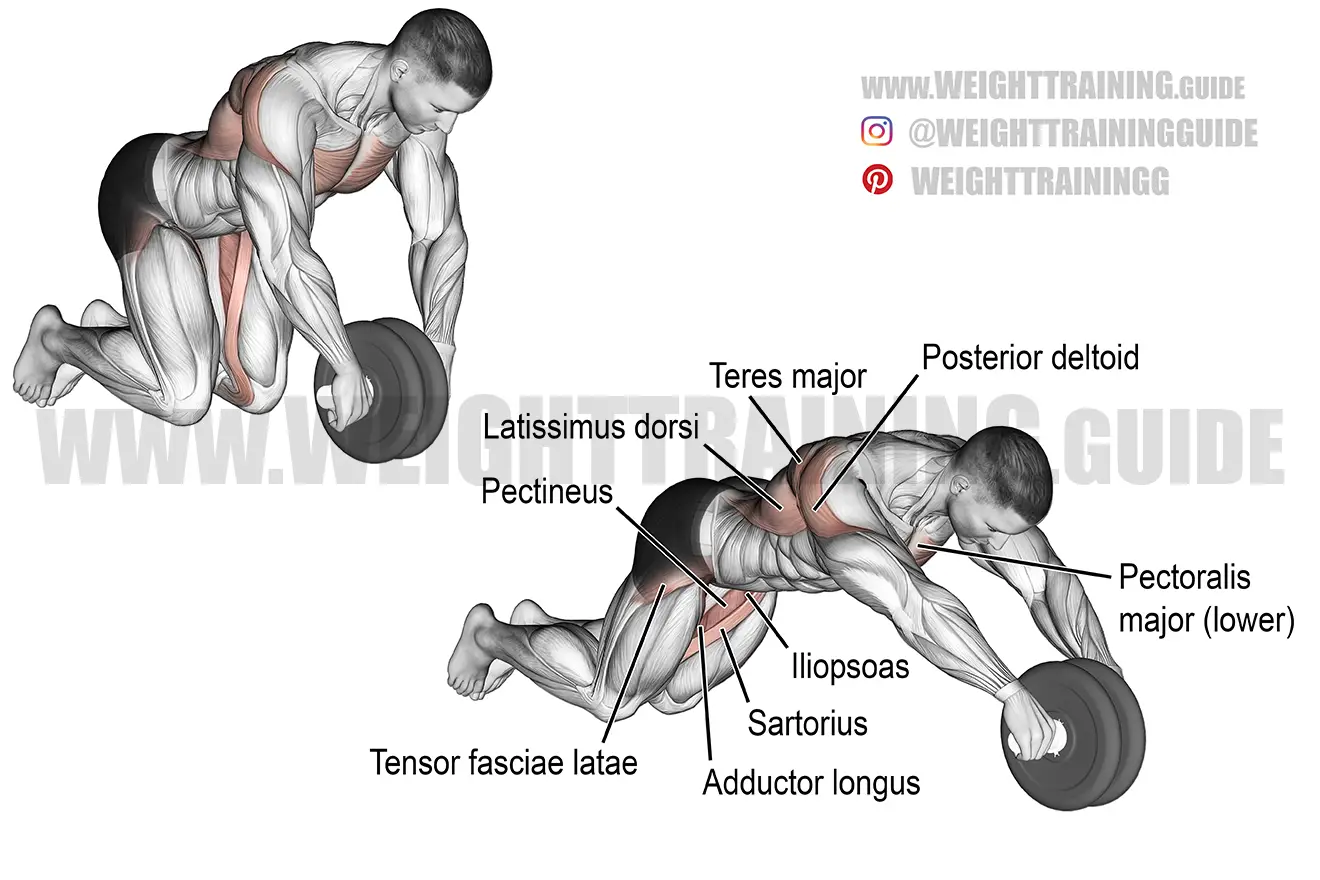 www.WEIGHTTRAINING.GUIDE
@WEIGHTTRAININGGUIDE
WEIGHTTRAININGG
Posterior deltoid
Teres major
WWW.WEIGHTTRAINING.GUIDE
Latissimus dorsi
Pectineus
Pectoralis
major (lower)
Iliopsoas
Sartorius
Tensor fasciae latae
Adductor longus